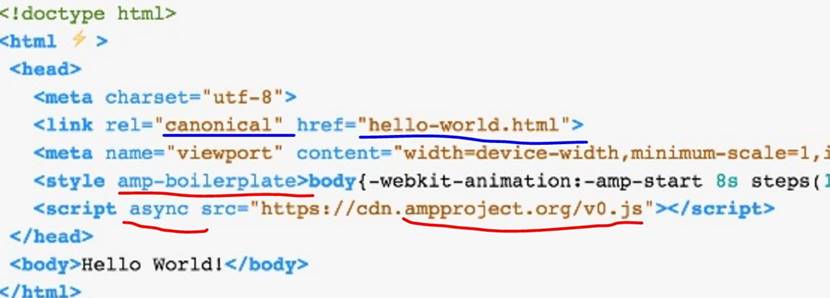 <!doctype html>
<html ⚡ >
<head>
<meta charset="utf-8">
<link rel="canonical" href="hello-world.html">
<meta name="viewport" content="width=device-width,minimum-scale=1,i
<style amp-boilerplate>body{-webkit-animation:-amp-start 8s steps(1
<script async src="https://cdn.ampproject.org/v0.js"></script>
</head>
<body>Hello World!</body>
</html>